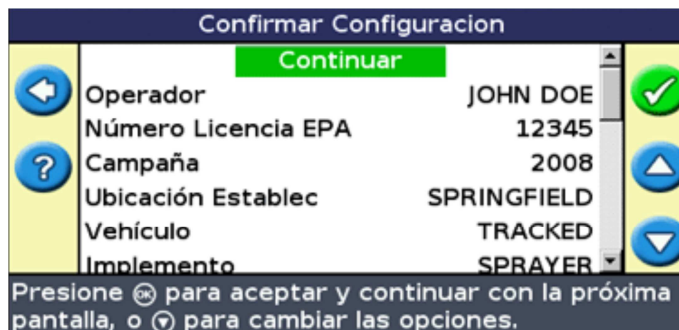 Confirmar Configuracion
Continuar
Operador JOHN DOE
Número Licencia EPA 12345
Campaña 2008
Ubicación Establec SPRINGFIELD
Vehículo TRACKED
Implemento SPRAYER
Presione OK para aceptar y continuar con la próxima
pantalla, o para cambiar las opciones.